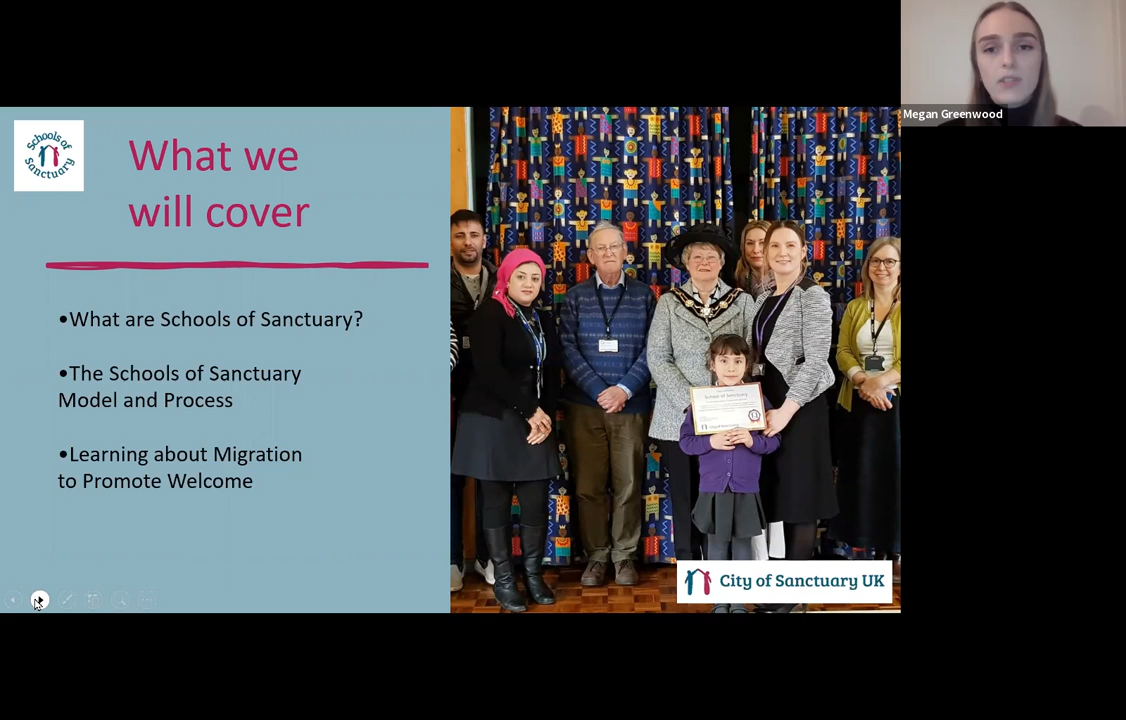 Schools of
Sanctuary
What we
will cover
•What are Schools of Sanctuary?
•The Schools of Sanctuary
Model and Process
•Learning about Migration
to Promote Welcome
School of Sanctuary
City of Sanctuary UK
Megan Greenwood